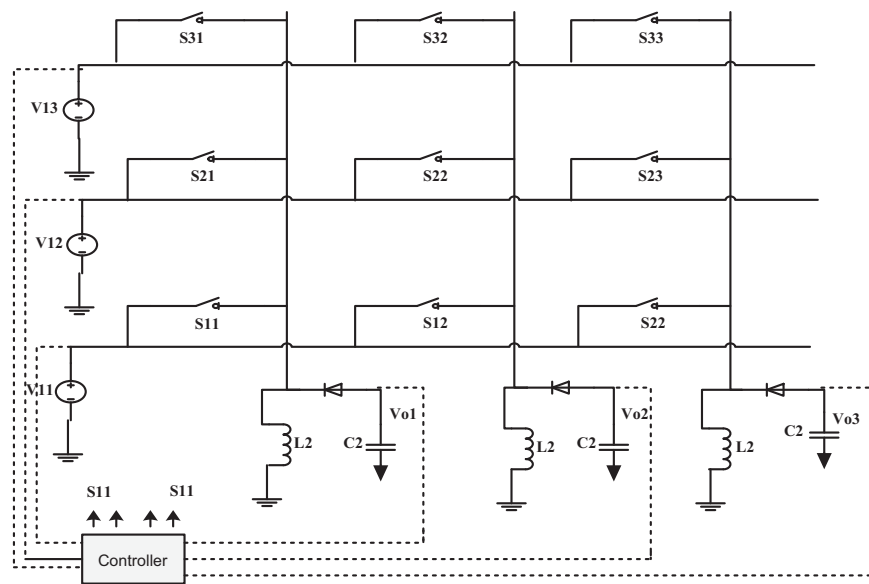 S31 S32 S33
V13
S21 S22 S23
V12
S11 S12 S22
V11
Vo1 Vo2 Vo3
L2 C2 L2 C2 L2 C2
S11 S11
Controller